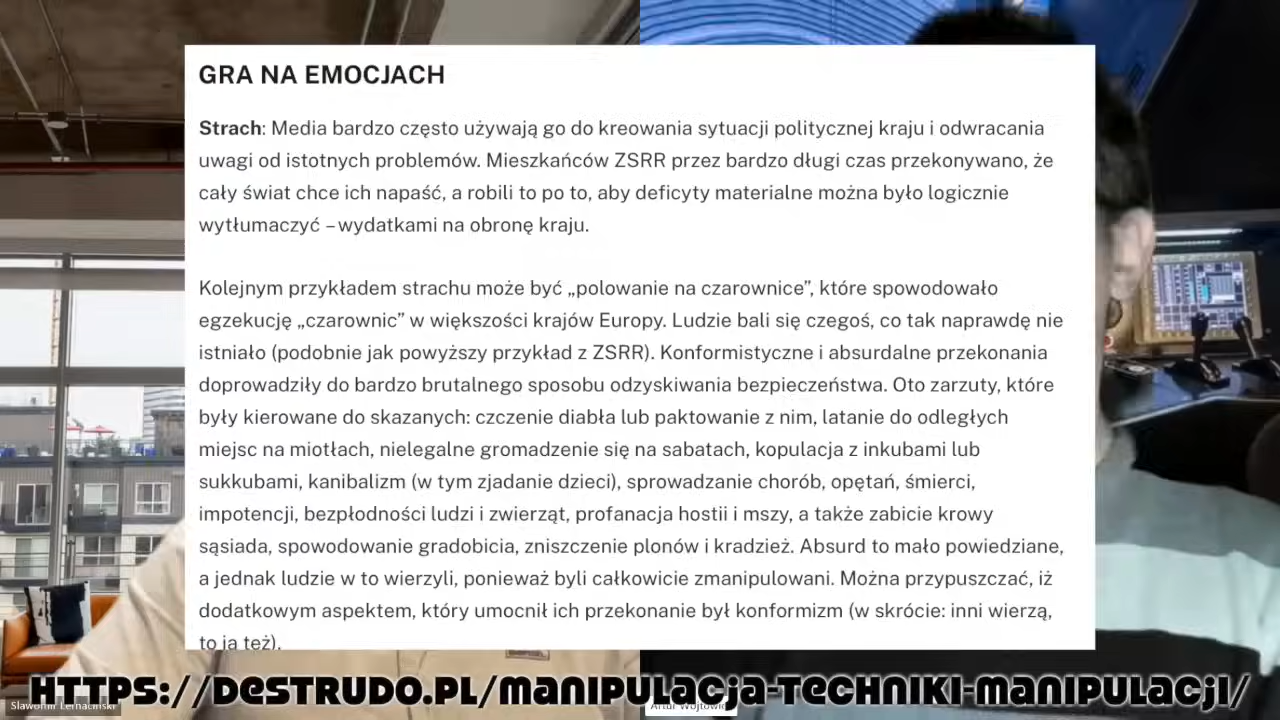 GRA NA EMOCJACH
Strach: Media bardzo często używają go do kreowania sytuacji politycznej kraju i odwracania
uwagi od istotnych problemów. Mieszkańców ZSRR przez bardzo długi czas przekonywano, że
cały świat chce ich napaść, a robili to po to, aby deficyty materialne można było logicznie
wytłumaczyć – wydatkami na obronę kraju.
Kolejnym przykładem strachu może być „polowanie na czarownice”, które spowodowało
egzekucję „czarownic” w większości krajów Europy. Ludzie bali się czegoś, co tak naprawdę nie
istniało (podobnie jak powyższy przykład z ZSRR). Konformistyczne i absurdalne przekonania
doprowadziły do bardzo brutalnego sposobu odzyskiwania bezpieczeństwa. Oto zarzuty, które
były kierowane do skazanych: czczenie diabła lub paktowanie z nim, latanie do odległych
miejsc na miotłach, nielegalne gromadzenie się na sabatach, kopulacja z inkubami lub
sukkubami, kanibalizm (w tym zjadanie dzieci), sprowadzanie chorób, opętań, śmierci,
impotencji, bezpłodności ludzi i zwierząt, profanacja hostii i mszy, a także zabicie krowy
sąsiada, spowodowanie gradobicia, zniszczenie plonów i kradzież. Absurd to mało powiedziane,
a jednak ludzie w to wierzyli, ponieważ byli całkowicie zmanipulowani. Można przypuszczać, iż
dodatkowym aspektem, który umocnił ich przekonanie był konformizm (w skrócie: inni wierzą,
to ja też).
HTTPS://DESTRUDO.PL/MANIPULACJA-TECHNIKI-MANIPULACJI/